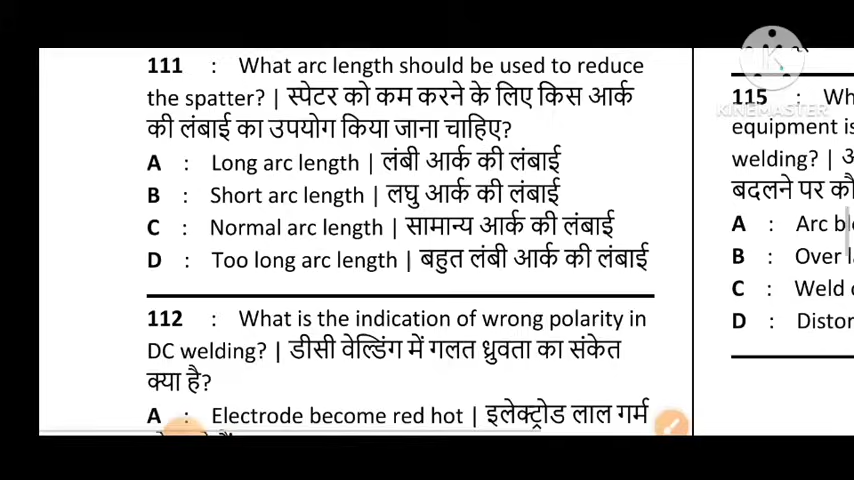 111 : What arc length should be used to reduce
the spatter? | स्पेटर को कम करने के लिए किस आर्क
की लंबाई का उपयोग किया जाना चाहिए?
A : Long arc length | लंबी आर्क की लंबाई
B : Short arc length | लघु आर्क की लंबाई
C : Normal arc length | सामान्य आर्क की लंबाई
D : Too long arc length | बहुत लंबी आर्क की लंबाई
112 : What is the indication of wrong polarity in
DC welding? | डीसी वेल्डिंग में गलत ध्रुवता का संकेत
क्या है?
A : Electrode become red hot | इलेक्ट्रोड लाल गर्म
KINEMASTER
115 :
equipment
welding? |
बदलने पर
A : Arc
B : Over
C : Weld
D :